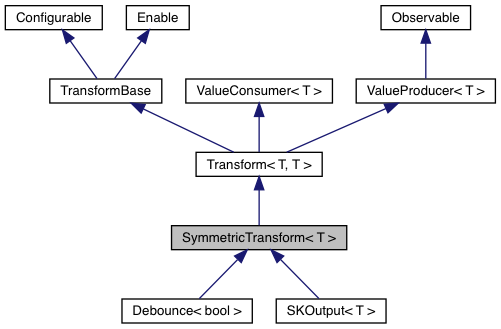 Configurable
Enable
Observable
TransformBase
ValueConsumer< T >
ValueProducer< T >
Transform< T, T >
SymmetricTransform< T >
Debounce< bool >
SKOutput< T >